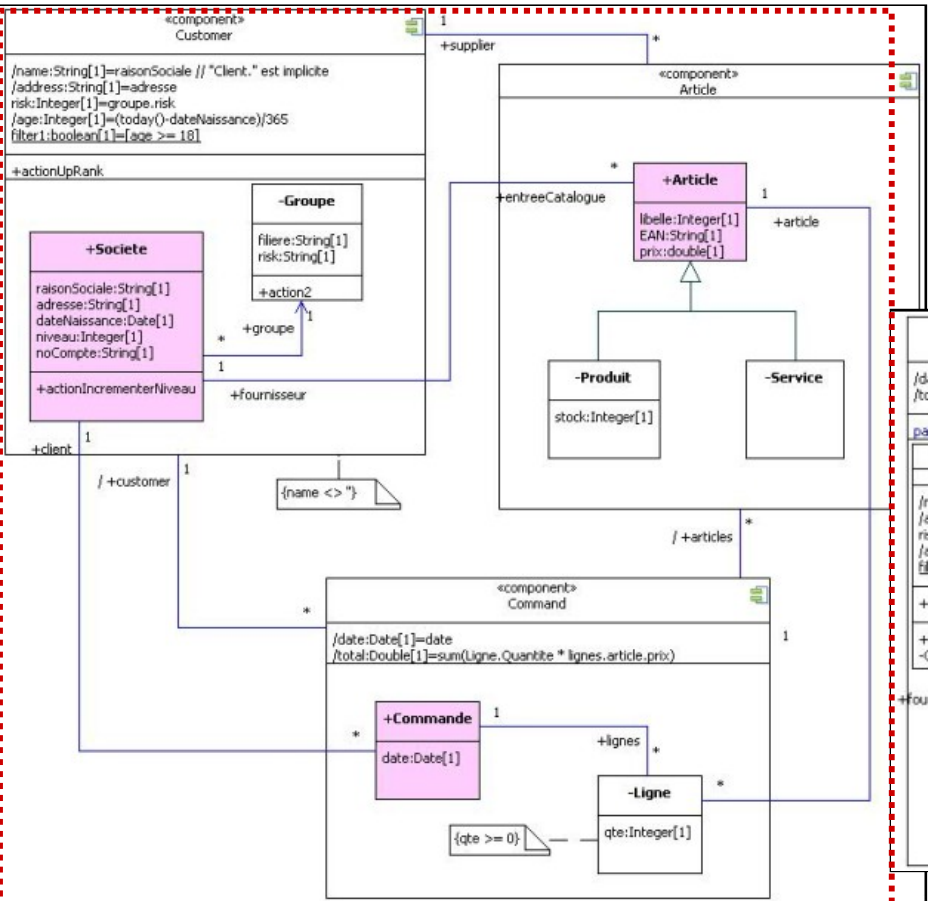 «component»
Customer
/name:String[1]=raisonSociale // "Client." est implicite
/address:String[1]=adresse
risk:Integer[1]=groupe.risk
/age:Integer[1]=(today()-dateNaissance)/365
filter1:boolean[1]=[age >= 18]
+actionUpRank
-Groupe
filiere:String[1]
risk:String[1]
+action2
+Societe
raisonSociale:String[1]
adresse:String[1]
dateNaissance:Date[1]
niveau:Integer[1]
noCompte:String[1]
+actionIncrementerNiveau
*
+groupe
1
1
+fournisseur
1
+supplier
*
«component»
Article
*
+entreeCatalogue
+Article
libelle:Integer[1]
EAN:String[1]
prix:double[1]
1
+article
-Produit
stock:Integer[1]
-Service
+client
1
/ +customer
1
{name <> "}
/ +articles
*
*
«component»
Command
/date:Date[1]=date
/total:Double[1]=sum(Ligne.Quantite * lignes.article.prix)
1
+Commande
date:Date[1]
*
1
+lignes
*
-Ligne
qte:Integer[1]
*
{qte >= 0}
/da
/to
pa
+
+
+fou